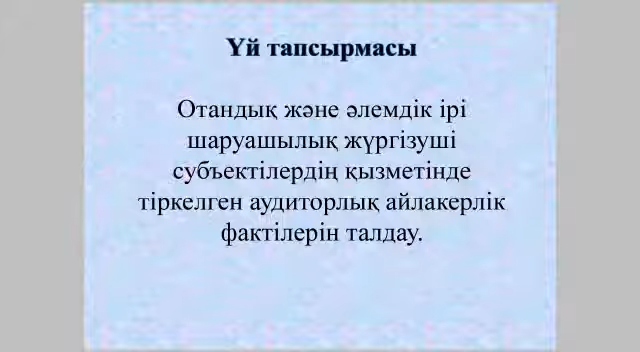 Үй тапсырмасы
Отандық және әлемдік ірі
шаруашылық жүргізуші
субъектілердің қызметінде
тіркелген аудиторлық айлакерлік
фактілерін талдау.